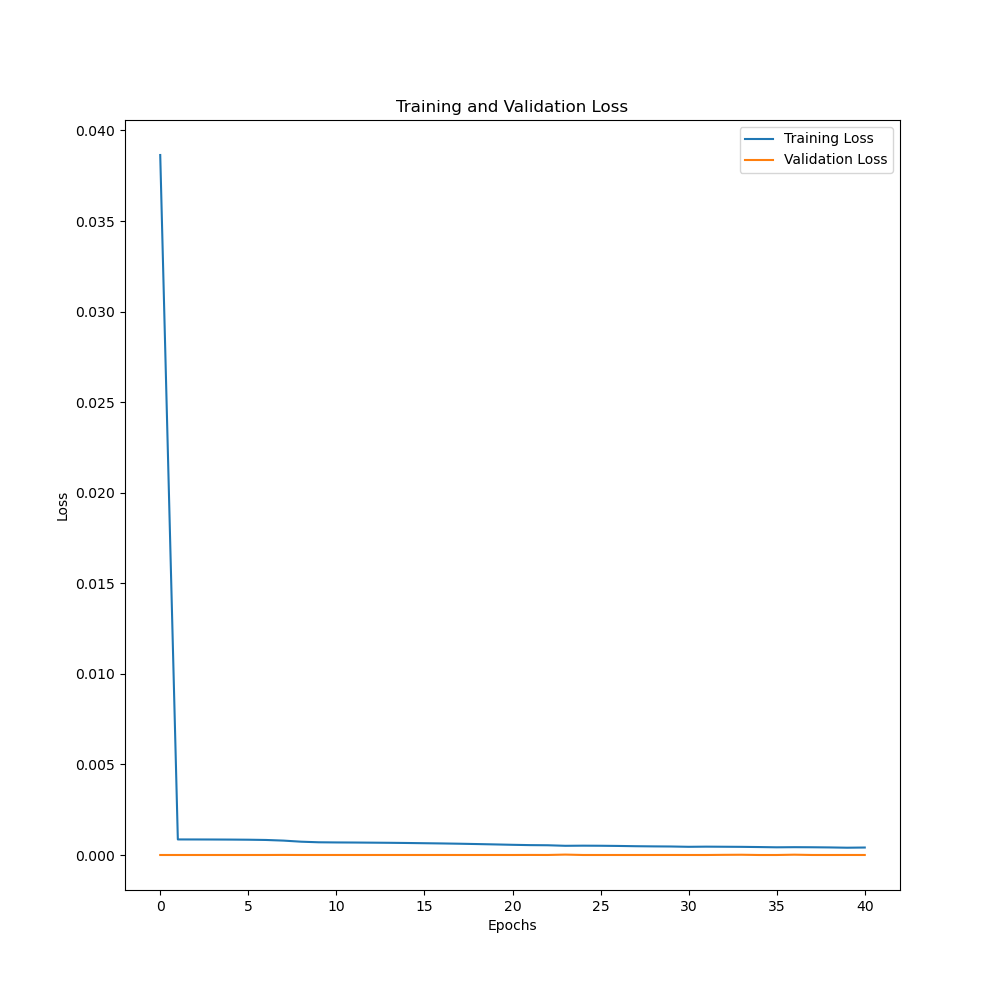 Training and Validation Loss
Training Loss
Validation Loss
0.040
0.035
0.030
0.025
0.020
0.015
0.010
0.005
0.000
Loss
0 5 10 15 20 25 30 35 40
Epochs